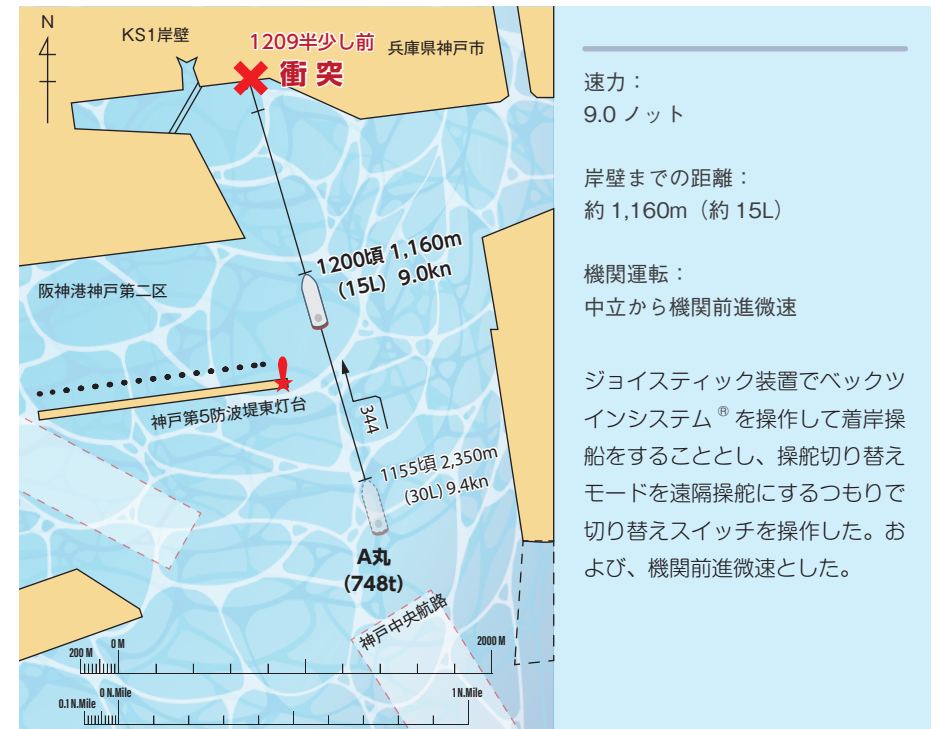 N
KS1岸壁
1209半少し前
衝突
兵庫県神戸市
1200頃 1,160m
(15L) 9.0kn
阪神港神戸第二区
神戸第5防波堤東灯台
344
1155頃 2,350m
(30L) 9.4kn
A丸
(748t)
神戸中央航路
200 M
0 M
2000 M
0.1 N.Mile
0 N.Mile
1 N.Mile
速力:
9.0 ノット
岸壁までの距離:
約 1,160m(約 15L)
機関運転:
中立から機関前進微速
ジョイスティック装置でベックツ
インシステム ® を操作して着岸操
船をすることとし、操舵切り替え
モードを遠隔操舵にするつもりで
切り替えスイッチを操作した。お
よび、機関前進微速とした。